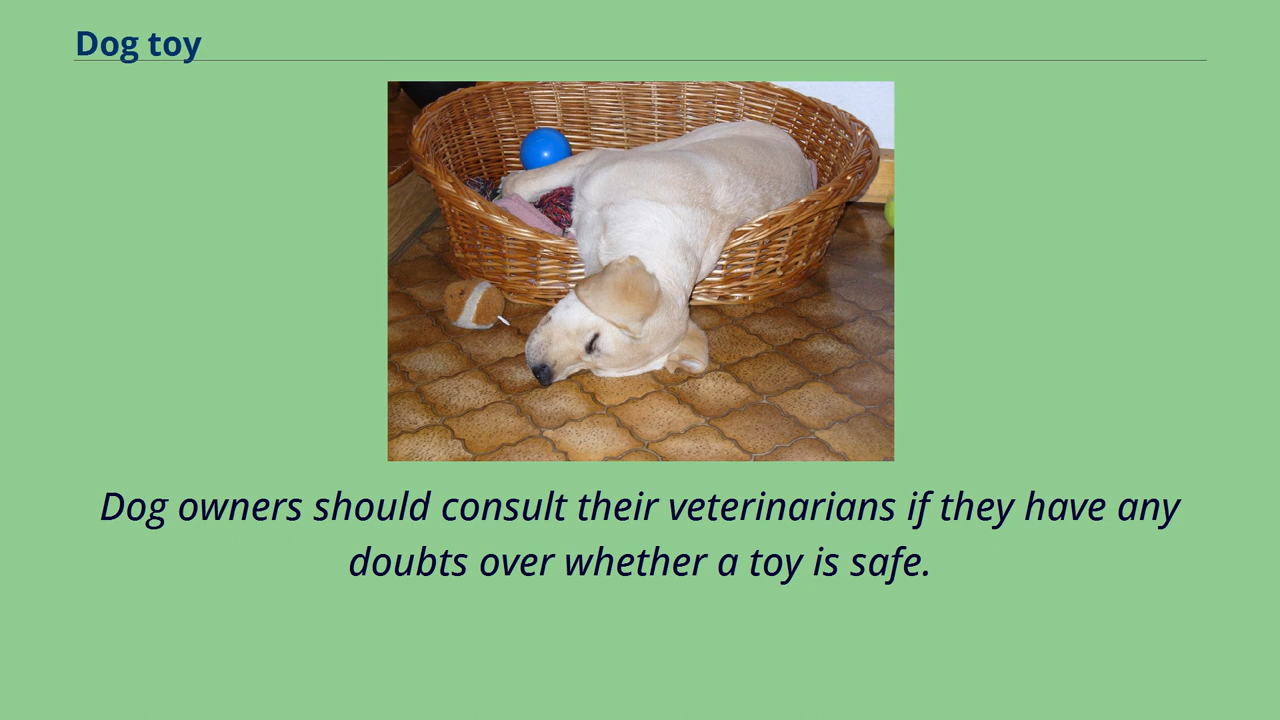 Dog toy
Dog owners should consult their veterinarians if they have any
doubts over whether a toy is safe.